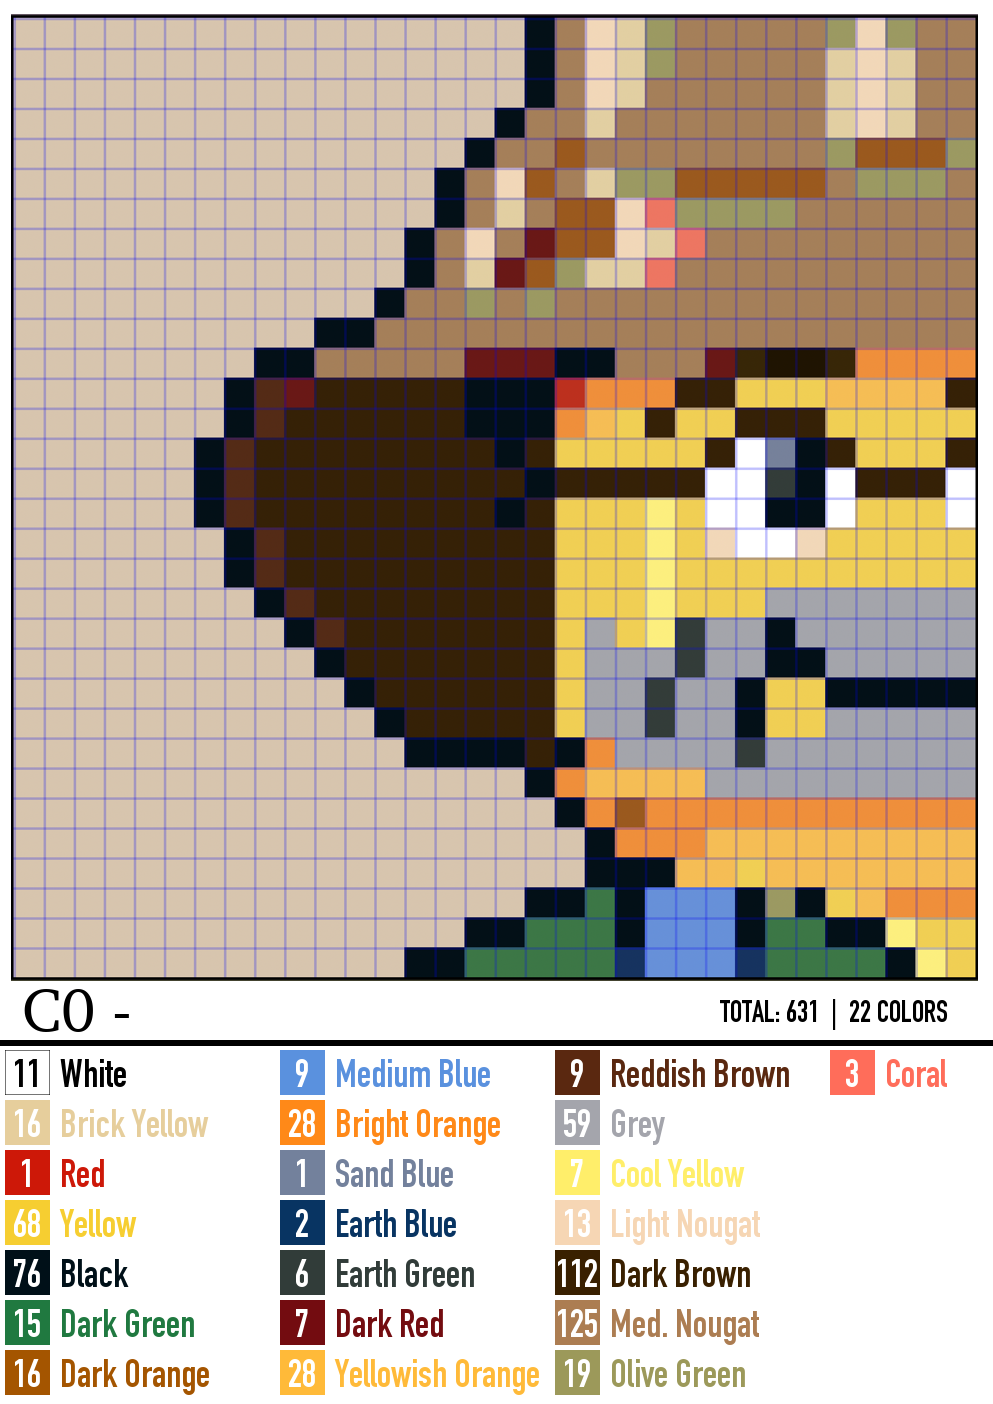 C0 -
TOTAL: 631 | 22 COLORS
11 White
9 Medium Blue
9 Reddish Brown
3 Coral
16 Brick Yellow
28 Bright Orange
59 Grey
1 Red
1 Sand Blue
7 Cool Yellow
68 Yellow
2 Earth Blue
13 Light Nougat
76 Black
6 Earth Green
112 Dark Brown
15 Dark Green
7 Dark Red
125 Med. Nougat
16 Dark Orange
28 Yellowish Orange
19 Olive Green